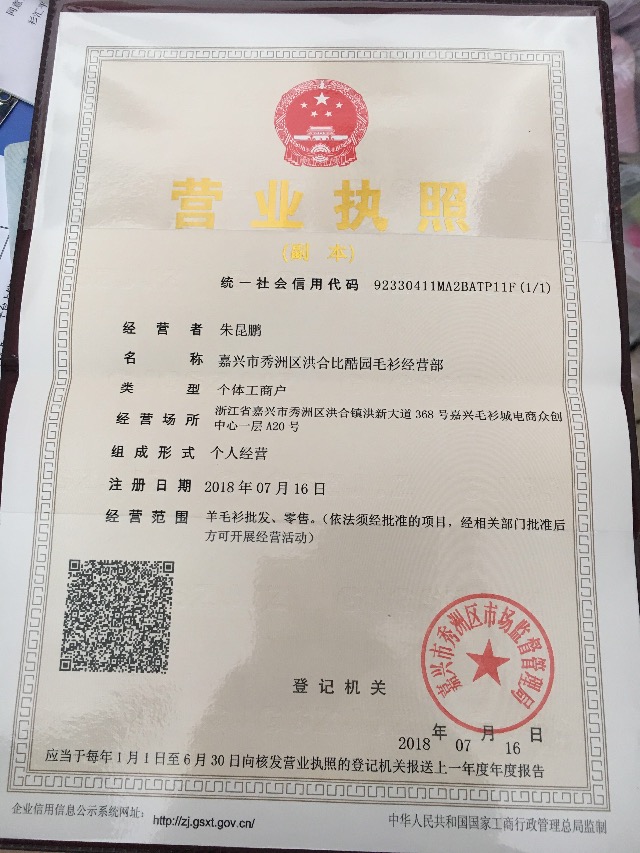 营业执照
(副 本)
统一社会信用代码 92330411MA2BATP11F(1/1)
经营者 朱昆鹏
名称 嘉兴市秀洲区洪合比酷园毛衫经营部
类型 个体工商户
经营场所 浙江省嘉兴市秀洲区洪合镇洪新大道368号嘉兴毛衫城电商众创
中心一层A20号
组成形式 个人经营
注册日期 2018年07月16日
经营范围 羊毛衫批发、零售。(依法须经批准的项目,经相关部门批准后
方可开展经营活动)
嘉兴市秀洲区市场监督管理局
登记机关
2018年07月16日
应当于每年1月1日至6月30日向核发营业执照的登记机关报送上一年度年度报告
企业信用信息公示系统网址: http://zj.gsxt.gov.cn/
中华人民共和国国家工商行政管理总局监制